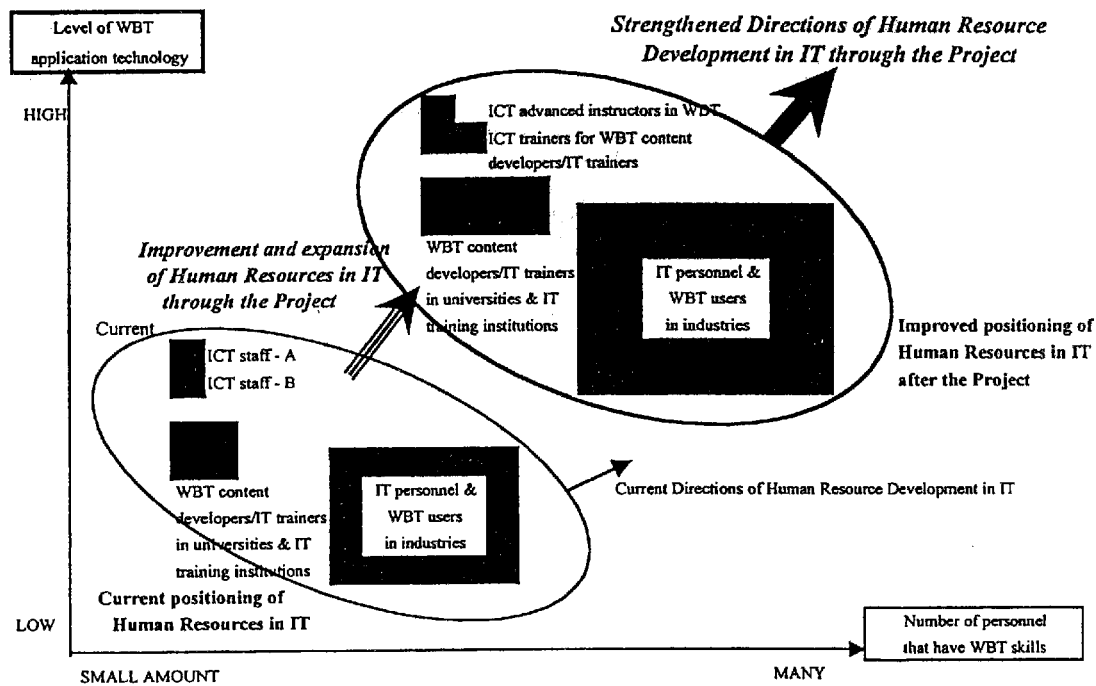 Level of WBT
application technology
Strengthened Directions of Human Resource
Development in IT through the Project
HIGH
ICT advanced instructors in WBT
ICT trainers for WBT content
developers/IT trainers
Improvement and expansion
of Human Resources in IT
through the Project
WBT content
developers/IT trainers
in universities & IT
training institutions
IT personnel &
WBT users
in industries
Improved positioning of
Human Resources in IT
after the Project
Current
ICT staff - A
ICT staff - B
WBT content
developers/IT trainers
in universities & IT
training institutions
IT personnel &
WBT users
in industries
Current Directions of Human Resource Development in IT
Current positioning of
Human Resources in IT
LOW
Number of personnel
that have WBT skills
SMALL AMOUNT
MANY